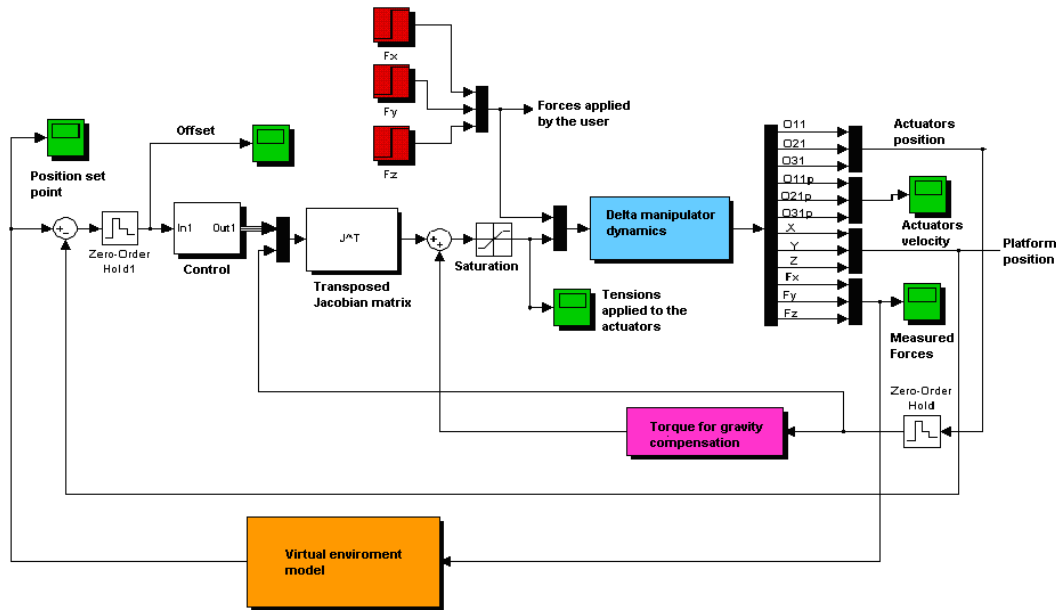 Fx
Fy
Fz
Forces applied
by the user
Offset
Position set
point
Zero-Order
Hold1
In1
Out1
Control
J^T
Transposed
Jacobian matrix
Saturation
Tensions
applied to the
actuators
Delta manipulator
dynamics
O11
O21
O31
O11p
O21p
O31p
X
Y
Z
Fx
Fy
Fz
Actuators
position
Actuators
velocity
Platform
position
Measured
Forces
Zero-Order
Hold
Torque for gravity
compensation
Virtual enviroment
model